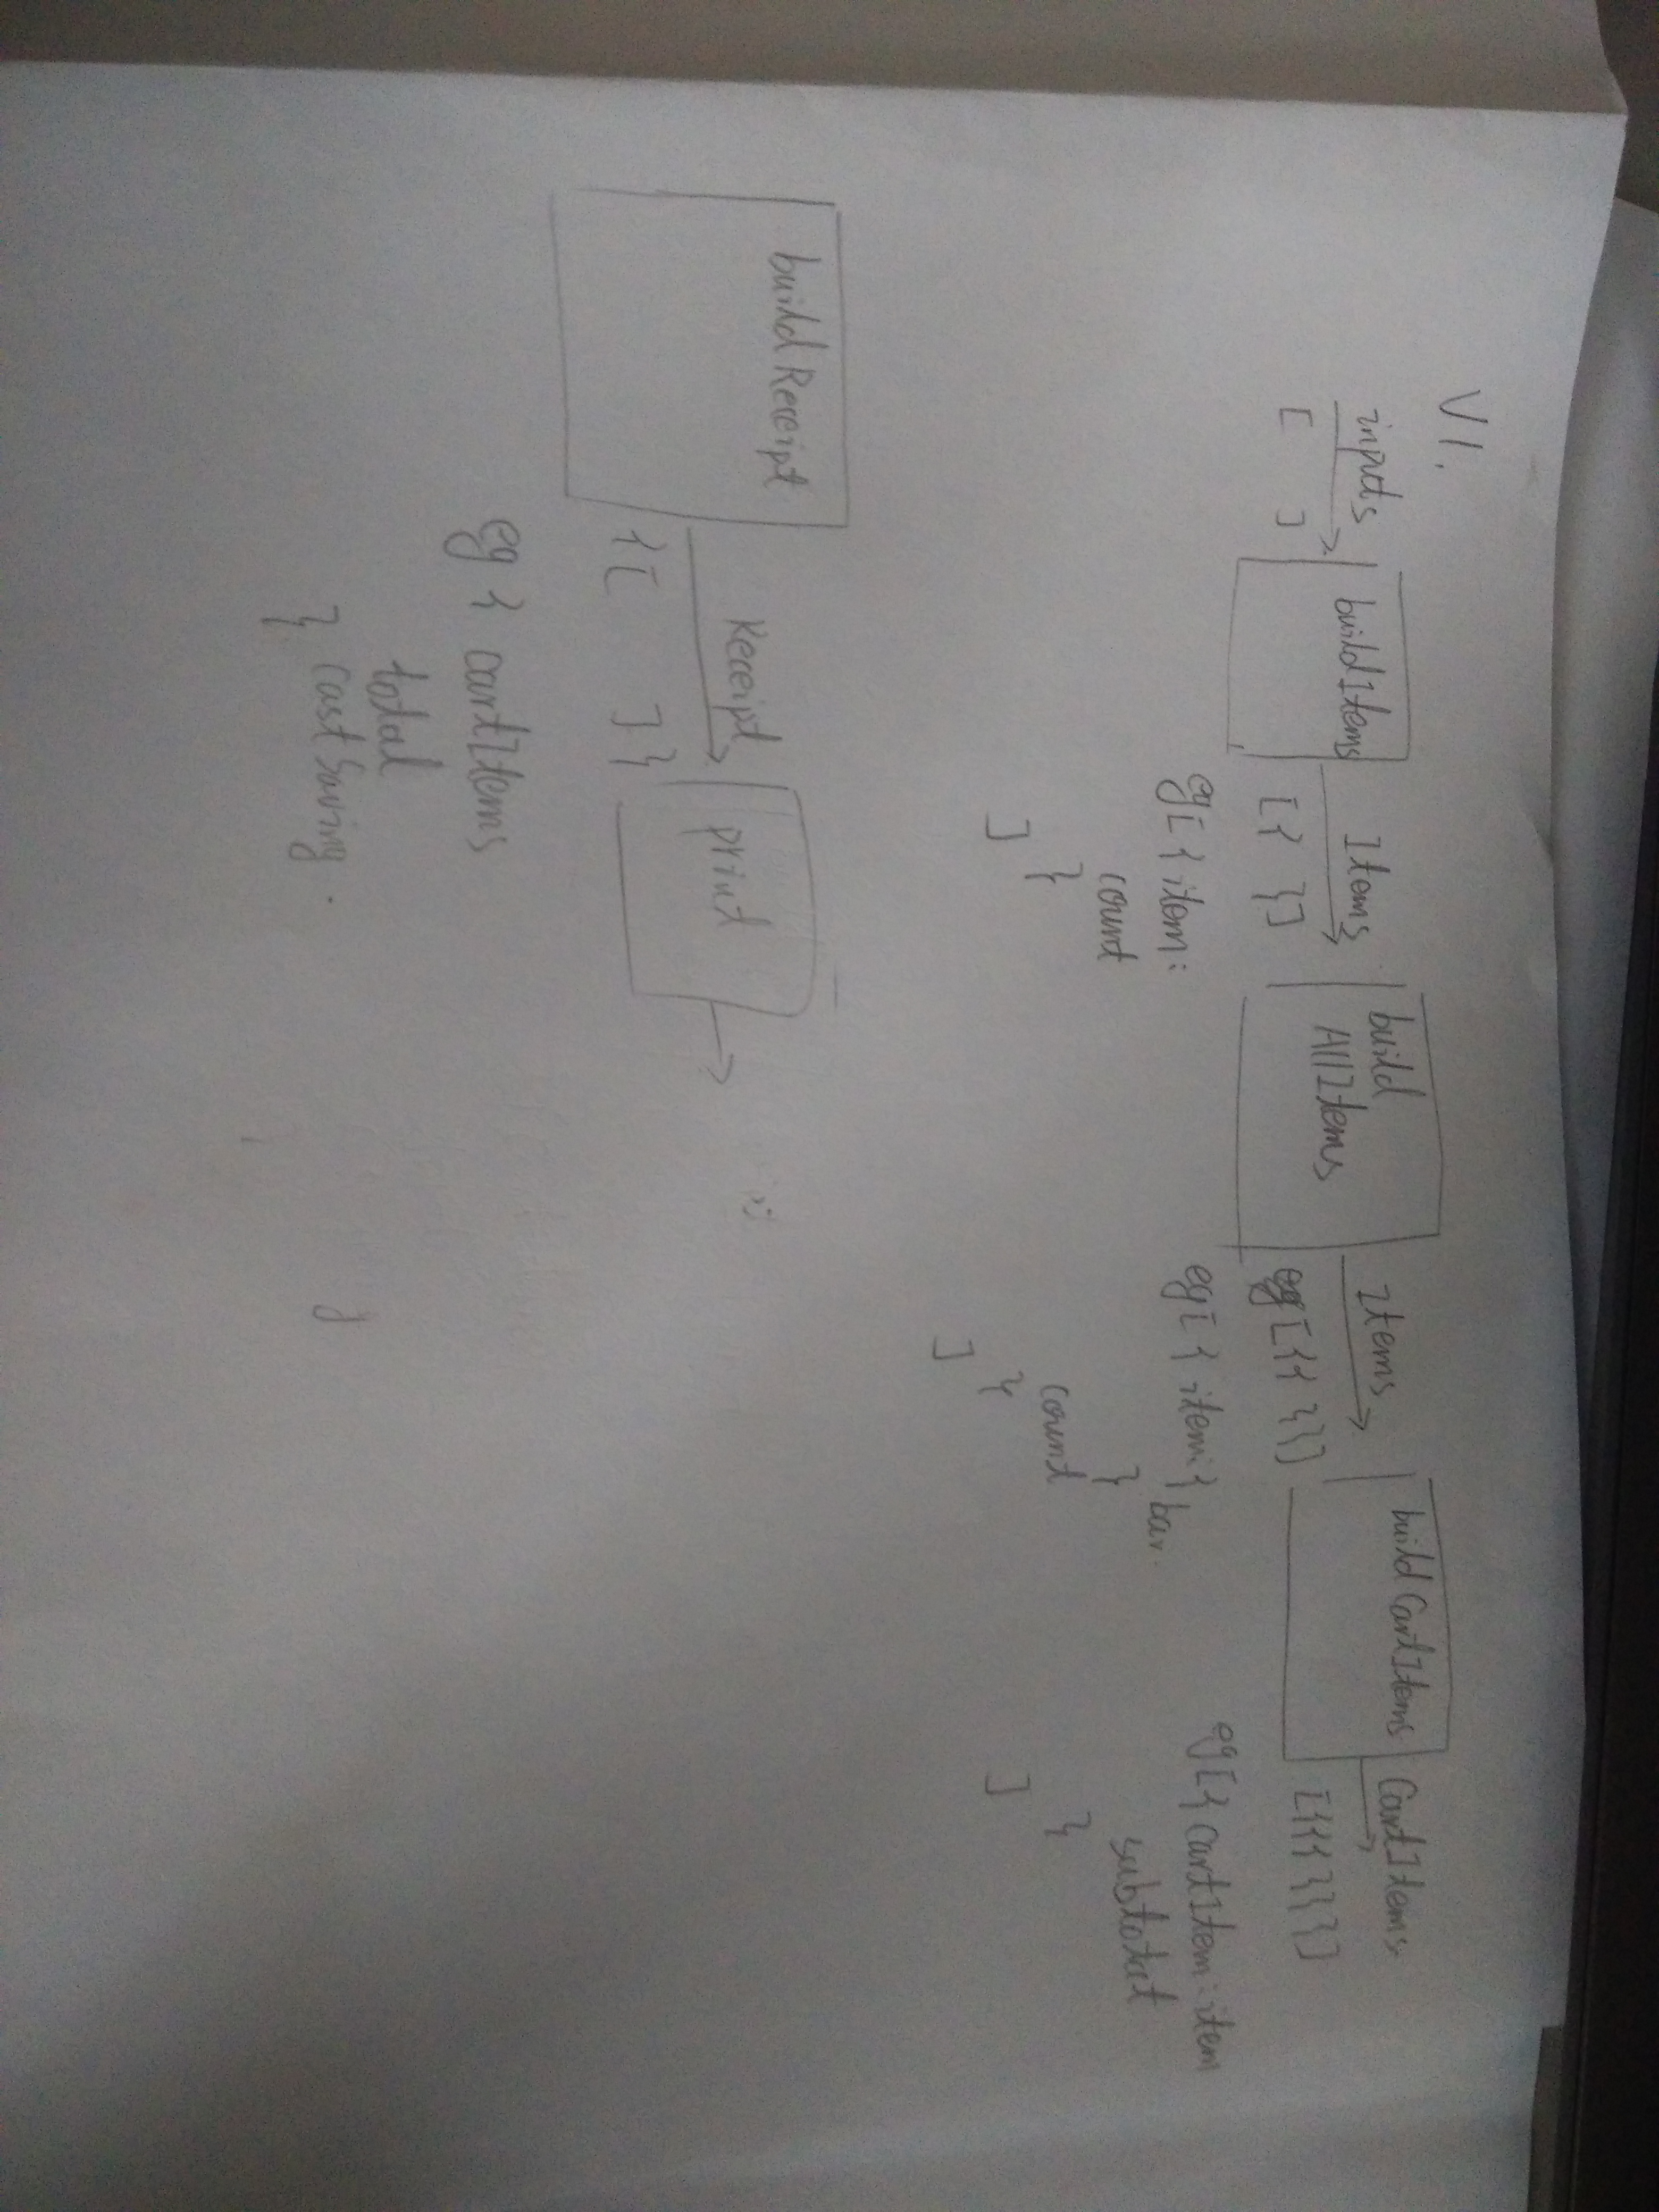 V1.
inputs
[ ]
buildItems
Items
[{ }]
eg [ { item:
count
}
]
build
AllItems
Items
[{{ }}]
eg [ { item: {
bar.
}
count
}
]
buildCartItems
CartItems
[{{{ }}}]
eg [ { cartItem: item
subtotal
}
]
buildReceipt
Receipt
{[ ]}
print
eg { cartItems
total
cast saving.
}